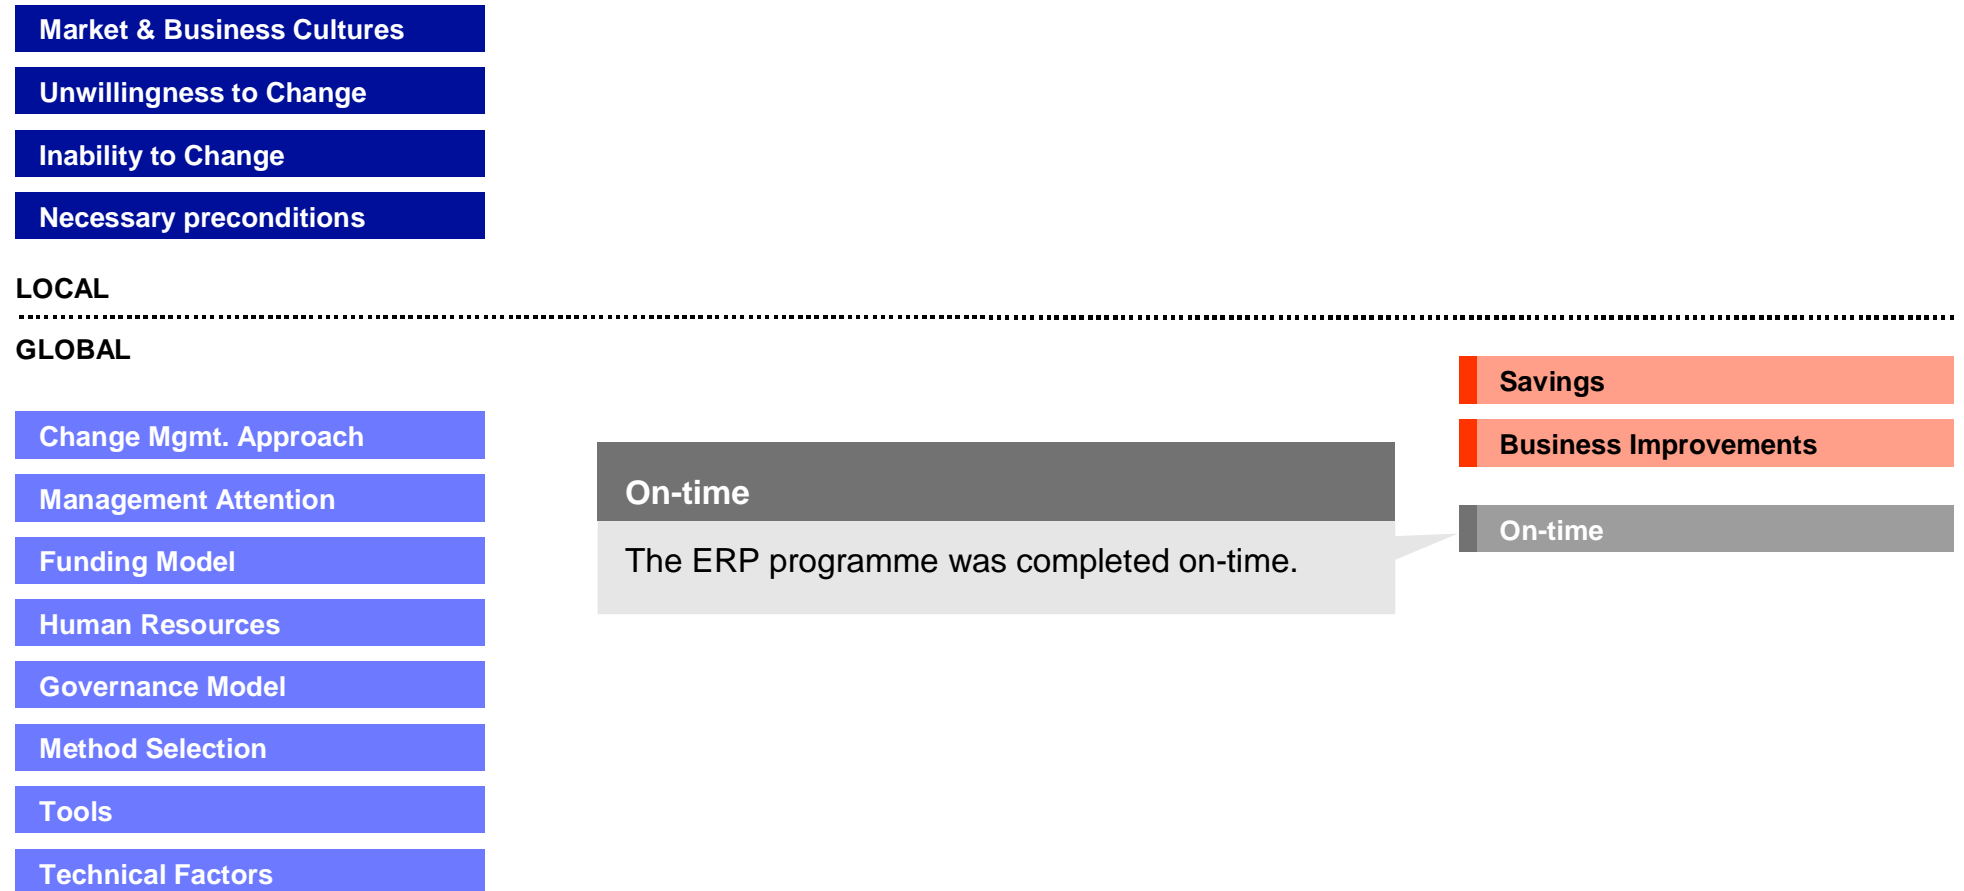 Market & Business Cultures
Unwillingness to Change
Inability to Change
Necessary preconditions
LOCAL
GLOBAL
Change Mgmt. Approach
Management Attention
Funding Model
Human Resources
Governance Model
Method Selection
Tools
Technical Factors
On-time
The ERP programme was completed on-time.
Savings
Business Improvements
On-time